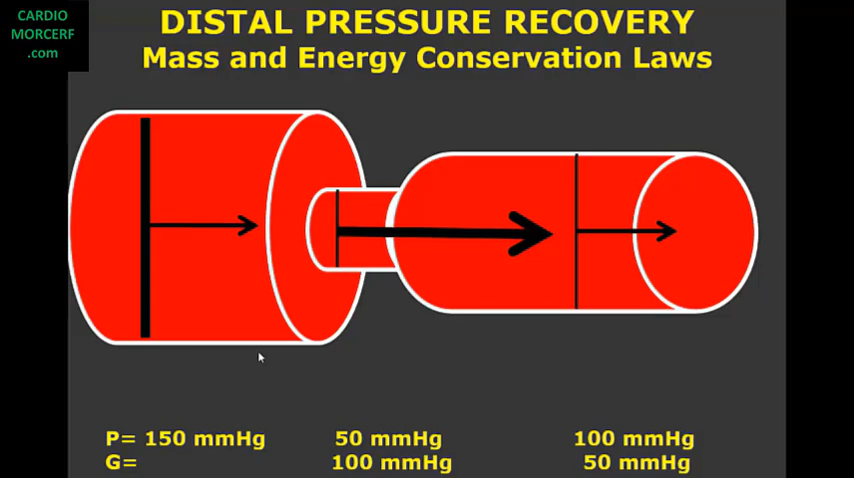 CARDIO
MORCERF
.com
DISTAL PRESSURE RECOVERY
Mass and Energy Conservation Laws
P= 150 mmHg 50 mmHg 100 mmHg
G= 100 mmHg 50 mmHg